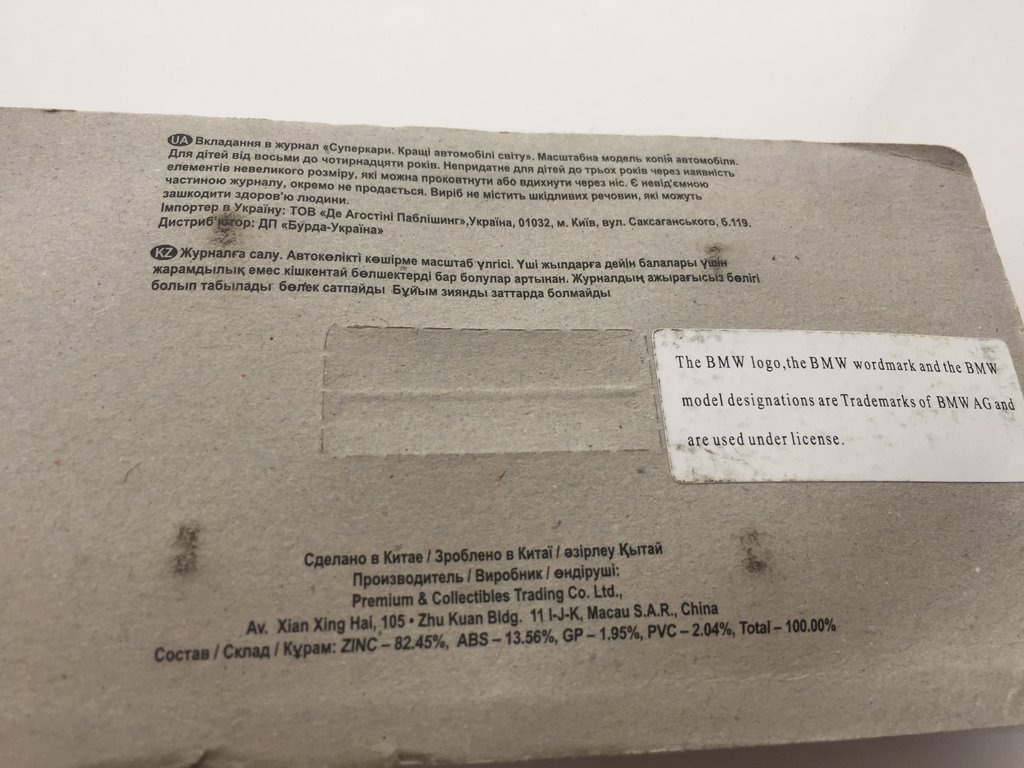 UA Вкладання в журнал «Суперкари. Кращі автомобілі світу». Масштабна модель копія автомобіля.
Для дітей від восьми до чотирнадцяти років. Непридатне для дітей до трьох років через наявність
елементів невеликого розміру, які можна проковтнути або вдихнути через ніс. Є невід'ємною
частиною журналу, окремо не продається. Виріб не містить шкідливих речовин, які можуть
зашкодити здоров'ю людини.
Імпортер в Україну: ТОВ «Де Агостіні Паблішинг»,Україна, 01032, м. Київ, вул. Саксаганського, б.119.
Дистриб'ютор: ДП «Бурда-Україна»
KZ Журналға салу. Автокөлікті көшірме масштаб үлгісі. Үші жылдарға дейін балалары үшін
жарамдылық емес кішкентай бөлшектерді бар болулар артынан. Журналдың ажырағысыз бөлігі
болып табылады бөлек сатпайды Бұйым зиянды заттарда болмайды
The BMW logo,the BMW wordmark and the BMW
model designations are Trademarks of BMW AG and
are used under license.
Сделано в Китае / Зроблено в Китаї / әзірлеу Қытай
Производитель / Виробник / өндіруші:
Premium & Collectibles Trading Co. Ltd.,
Av. Xian Xing Hai, 105 • Zhu Kuan Bldg. 11 I-J-K, Macau S.A.R., China
Состав / Склад / Құрам: ZINC – 82.45%, ABS – 13.56%, GP – 1.95%, PVC – 2.04%, Total – 100.00%